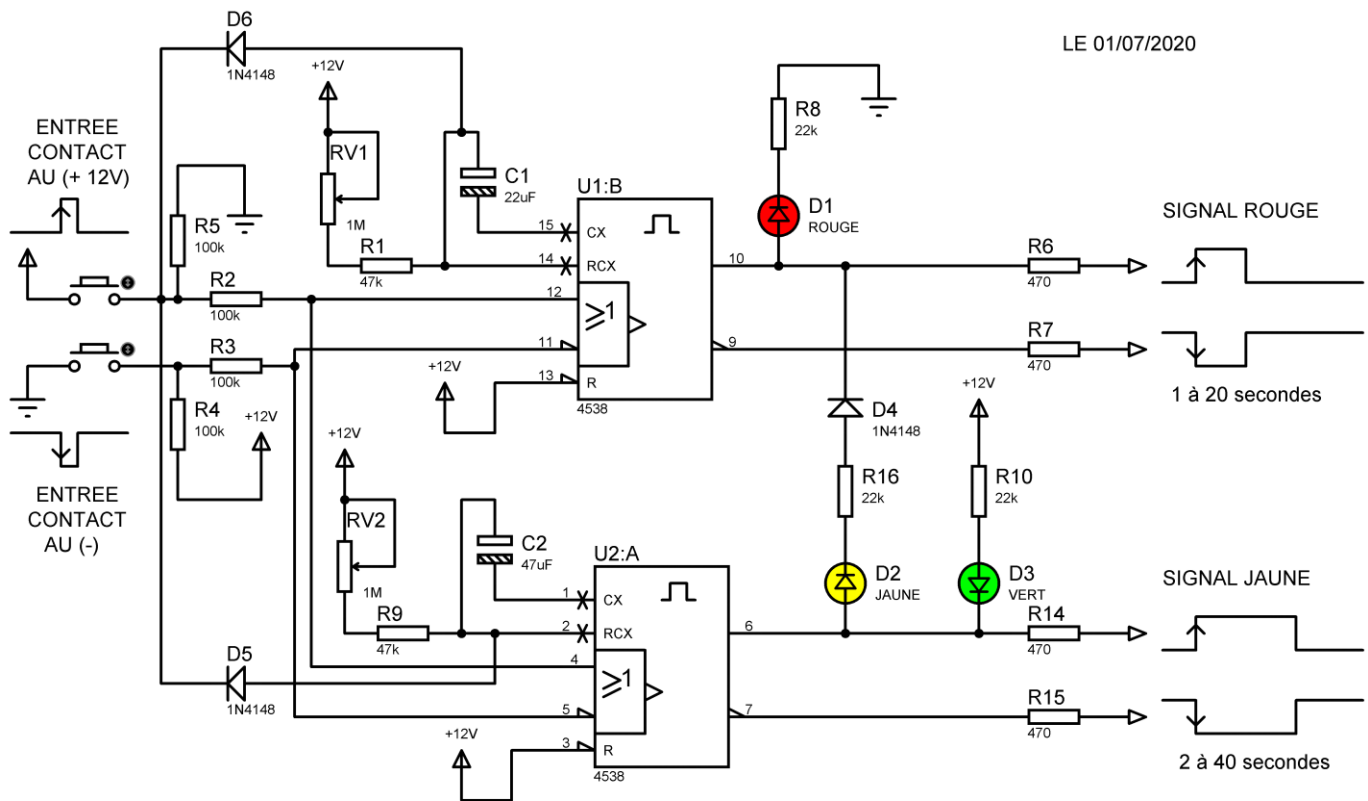 LE 01/07/2020
D6
1N4148
+12V
ENTREE
CONTACT
AU (+ 12V)
RV1
1M
C1
22uF
R8
22k
D1
ROUGE
R5
100k
R1
47k
R2
100k
R3
100k
R4
100k
+12V
ENTREE
CONTACT
AU (-)
U1:B
15
CX
14
RCX
12
≥1
11
13
R
4538
10
9
+12V
R6
470
R7
470
SIGNAL ROUGE
1 à 20 secondes
D4
1N4148
+12V
R16
22k
R10
22k
D2
JAUNE
D3
VERT
+12V
RV2
1M
R9
47k
C2
47uF
D5
1N4148
U2:A
1
CX
2
RCX
4
≥1
5
3
R
4538
6
7
+12V
R14
470
R15
470
SIGNAL JAUNE
2 à 40 secondes